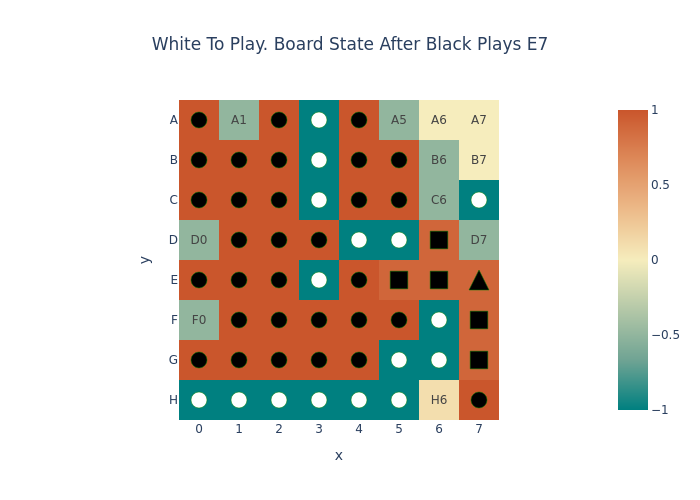 White To Play. Board State After Black Plays E7
A A1 A5 A6 A7
B B6 B7
C C6
D D0 D7
E
F F0
G
H H6
0 1 2 3 4 5 6 7
x
y
1
0.5
0
−0.5
−1